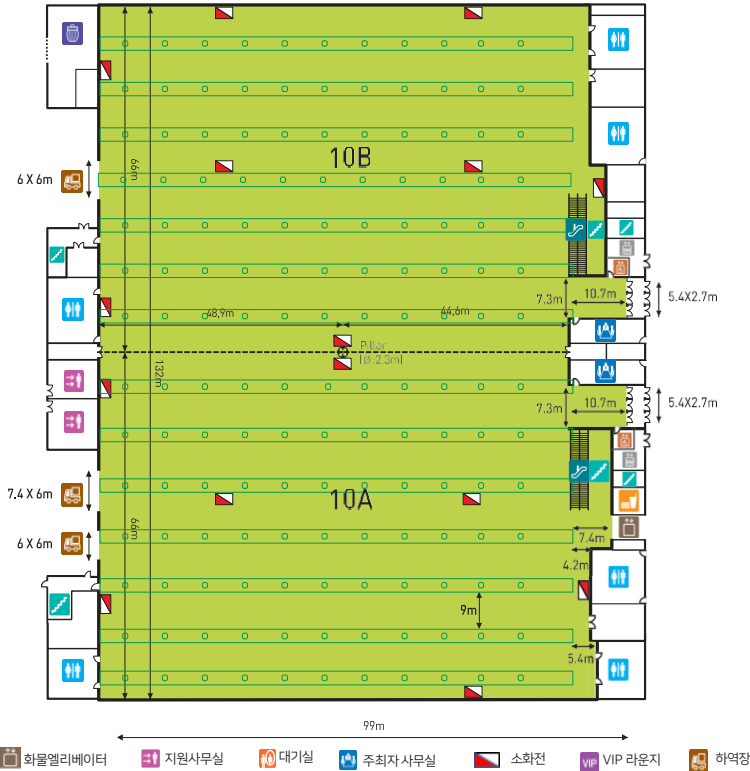 10B
66m
6 X 6m
7.3m
10.7m
5.4X2.7m
48,9m
44,6m
Pillar
(Ø:2.3m)
132m
7.3m
10.7m
5.4X2.7m
7.4 X 6m
10A
66m
6 X 6m
7.4m
4.2m
9m
5.4m
99m
화물엘리베이터
지원사무실
대기실
주최자 사무실
소화전
VIP VIP 라운지
하역장